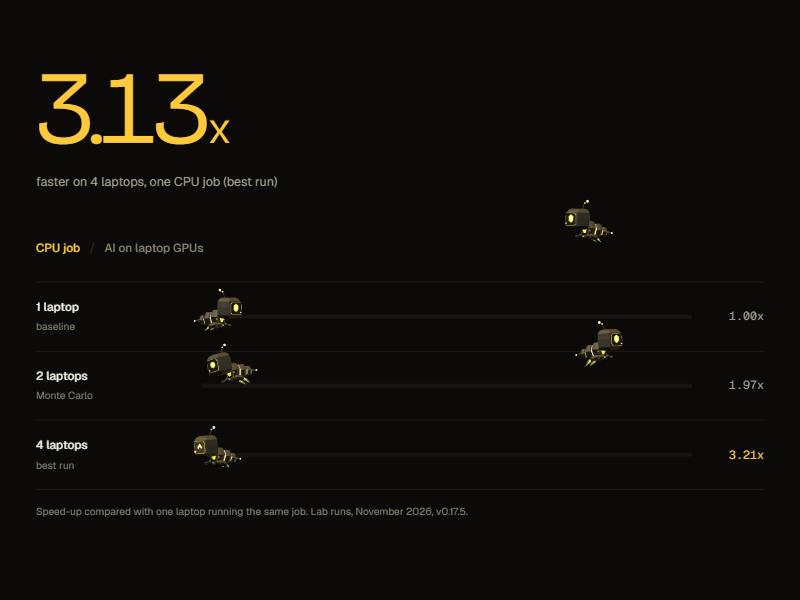 3.13x
faster on 4 laptops, one CPU job (best run)
CPU job / AI on laptop GPUs
1 laptop
baseline
1.00x
2 laptops
Monte Carlo
1.97x
4 laptops
best run
3.21x
Speed-up compared with one laptop running the same job. Lab runs, November 2026, v0.17.5.